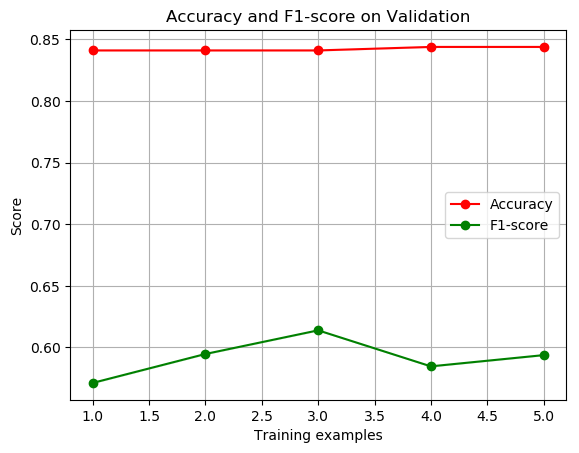 Accuracy and F1-score on Validation
0.85
0.80
0.75
0.70
0.65
0.60
Score
Accuracy
F1-score
1.0 1.5 2.0 2.5 3.0 3.5 4.0 4.5 5.0
Training examples